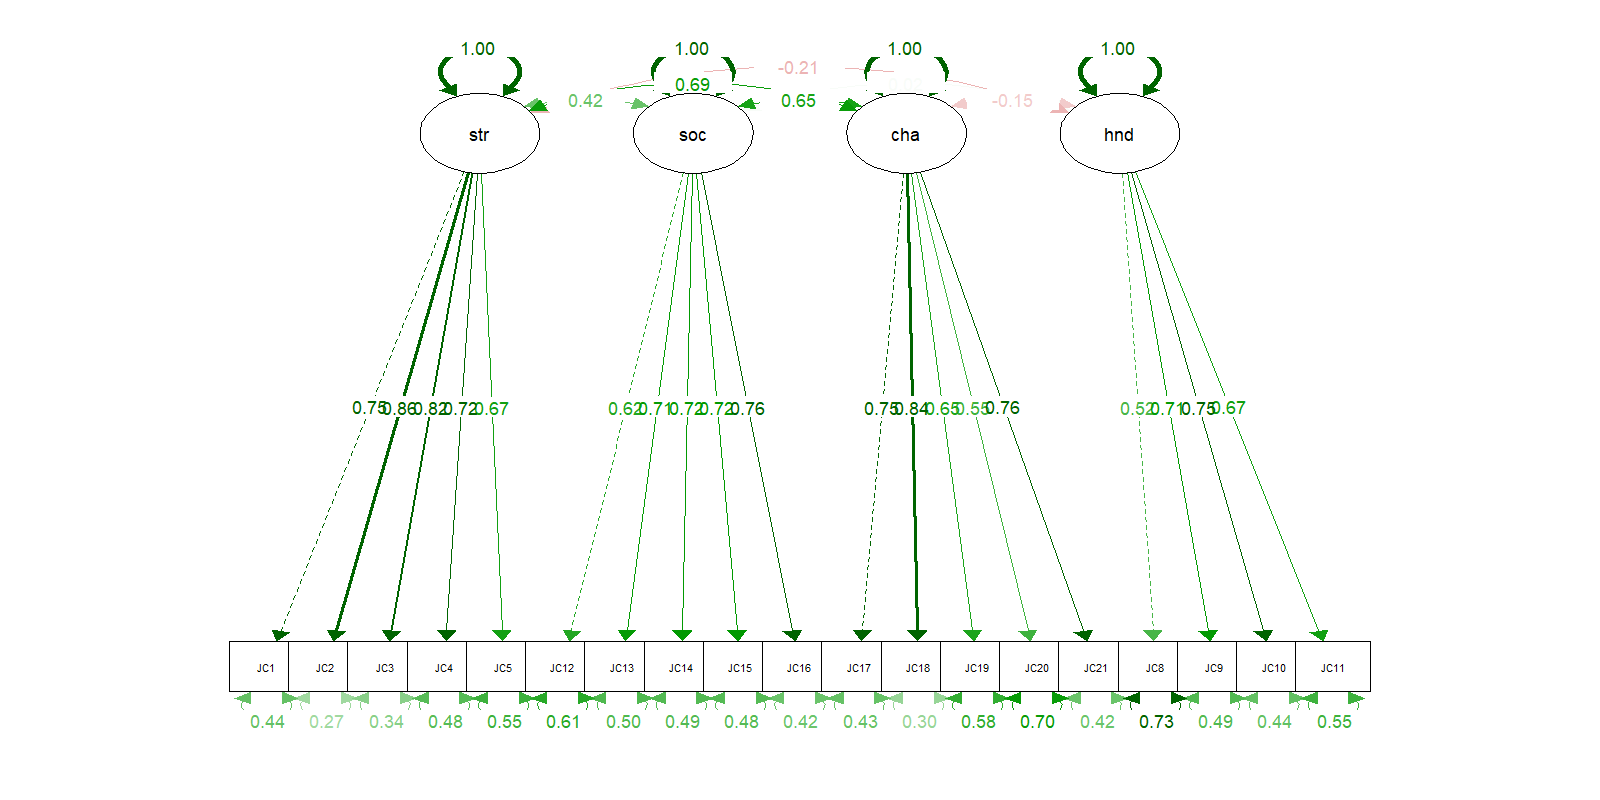 1.00 1.00 1.00 1.00
-0.21
0.69
0.42 0.65 -0.15
str soc cha hnd
0.75 0.86 0.82 0.72 0.67 0.62 0.71 0.72 0.72 0.76 0.75 0.84 0.65 0.55 0.76 0.52 0.71 0.75 0.67
JC1 JC2 JC3 JC4 JC5 JC12 JC13 JC14 JC15 JC16 JC17 JC18 JC19 JC20 JC21 JC8 JC9 JC10 JC11
0.44 0.27 0.34 0.48 0.55 0.61 0.50 0.49 0.48 0.42 0.43 0.30 0.58 0.70 0.42 0.73 0.49 0.44 0.55